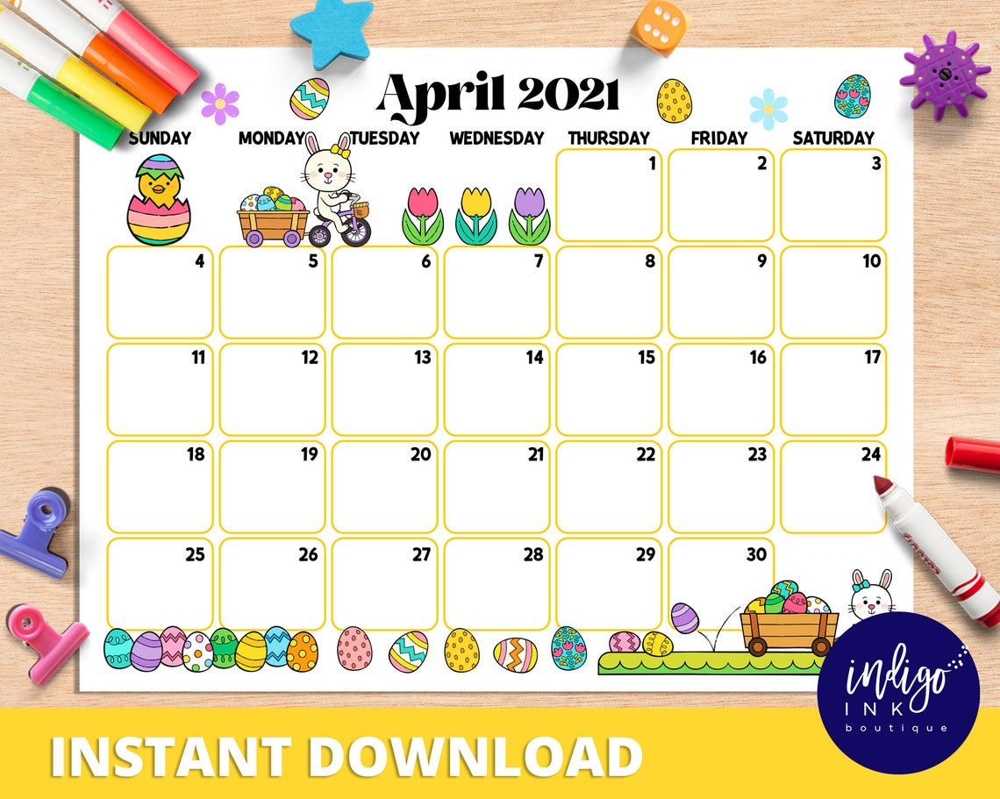 April 2021
SUNDAY MONDAY TUESDAY WEDNESDAY THURSDAY FRIDAY SATURDAY
1 2 3
4 5 6 7 8 9 10
11 12 13 14 15 16 17
18 19 20 21 22 23 24
25 26 27 28 29 30
indigo
INK
boutique
INSTANT DOWNLOAD